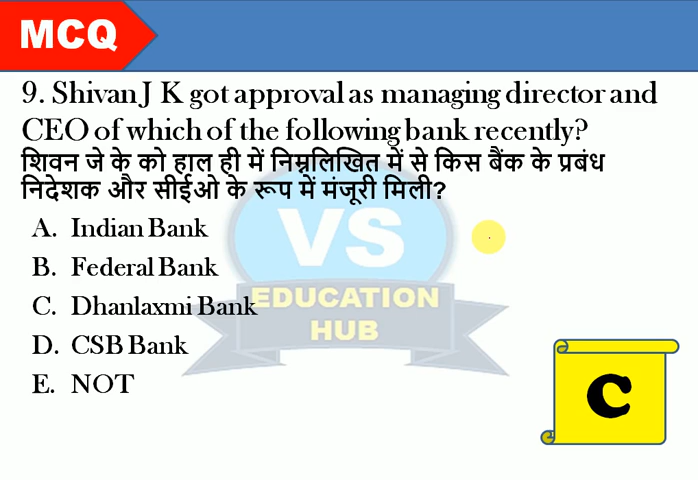 MCQ
9. Shivan J K got approval as managing director and
CEO of which of the following bank recently?
शिवन जे के को हाल ही में निम्नलिखित में से किस बैंक के प्रबंध
निदेशक और सीईओ के रूप में मंजूरी मिली?
A. Indian Bank
B. Federal Bank
C. Dhanlaxmi Bank
D. CSB Bank
E. NOT
VS
EDUCATION
HUB
C